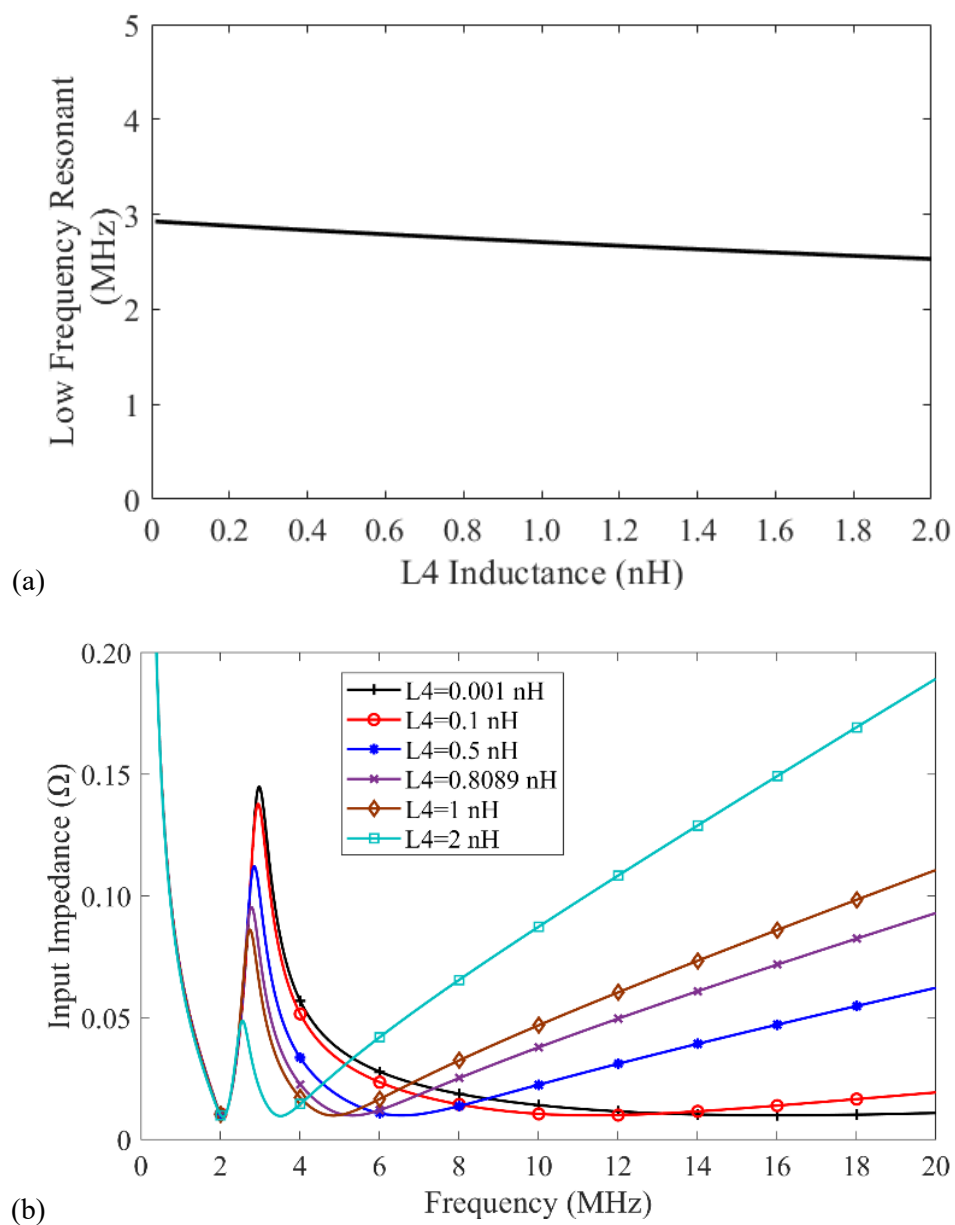 5
4
3
2
1
0
Low Frequency Resonant
(MHz)
0 0.2 0.4 0.6 0.8 1.0 1.2 1.4 1.6 1.8 2.0
L4 Inductance (nH)
(a)
0.20
0.15
0.10
0.05
0
Input Impedance (Ω)
L4=0.001 nH
L4=0.1 nH
L4=0.5 nH
L4=0.8089 nH
L4=1 nH
L4=2 nH
0 2 4 6 8 10 12 14 16 18 20
Frequency (MHz)
(b)